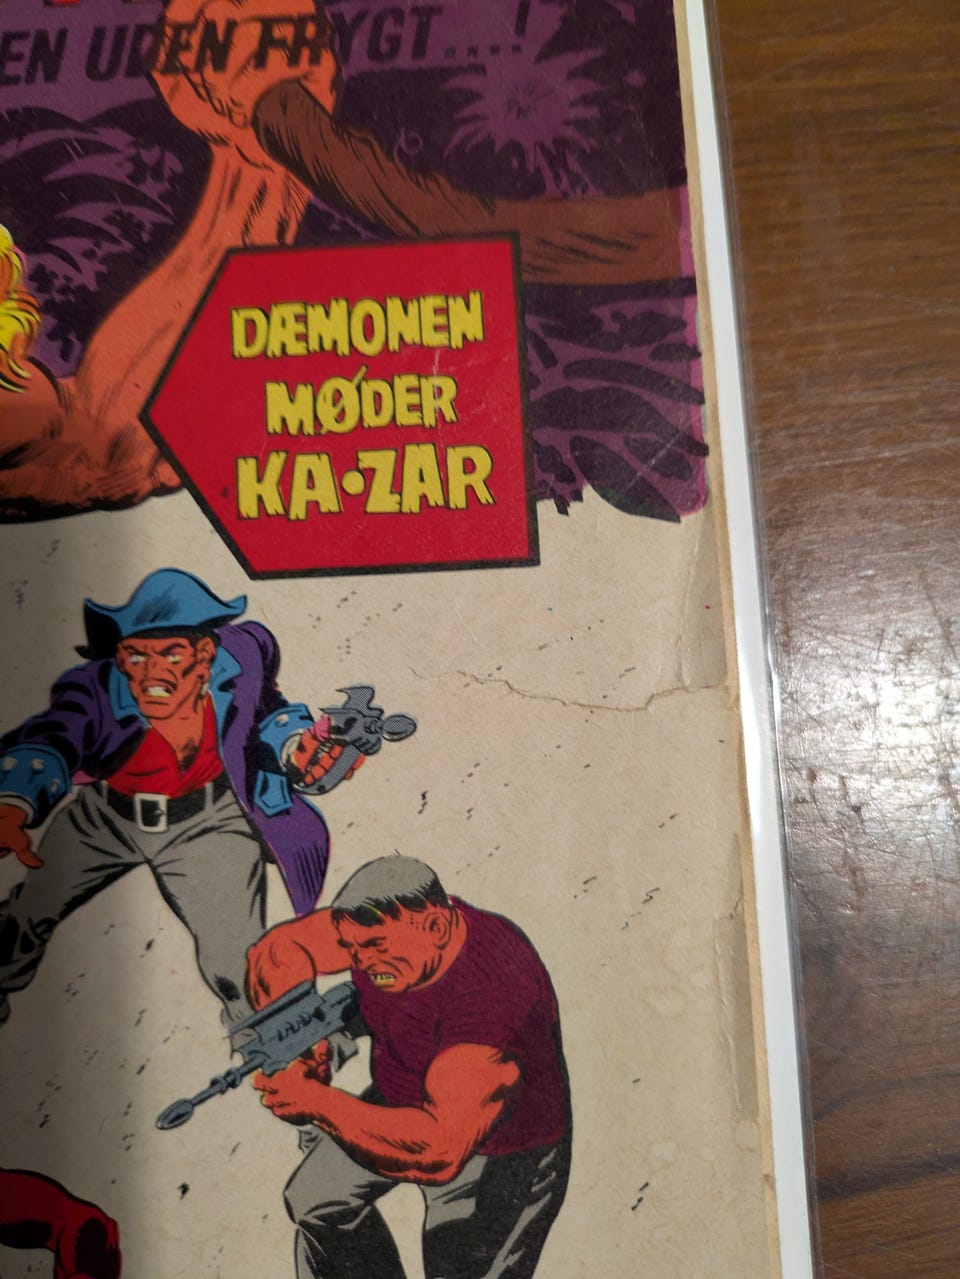 EN UDEN FRYGT....!
DÆMONEN
MØDER
KA·ZAR